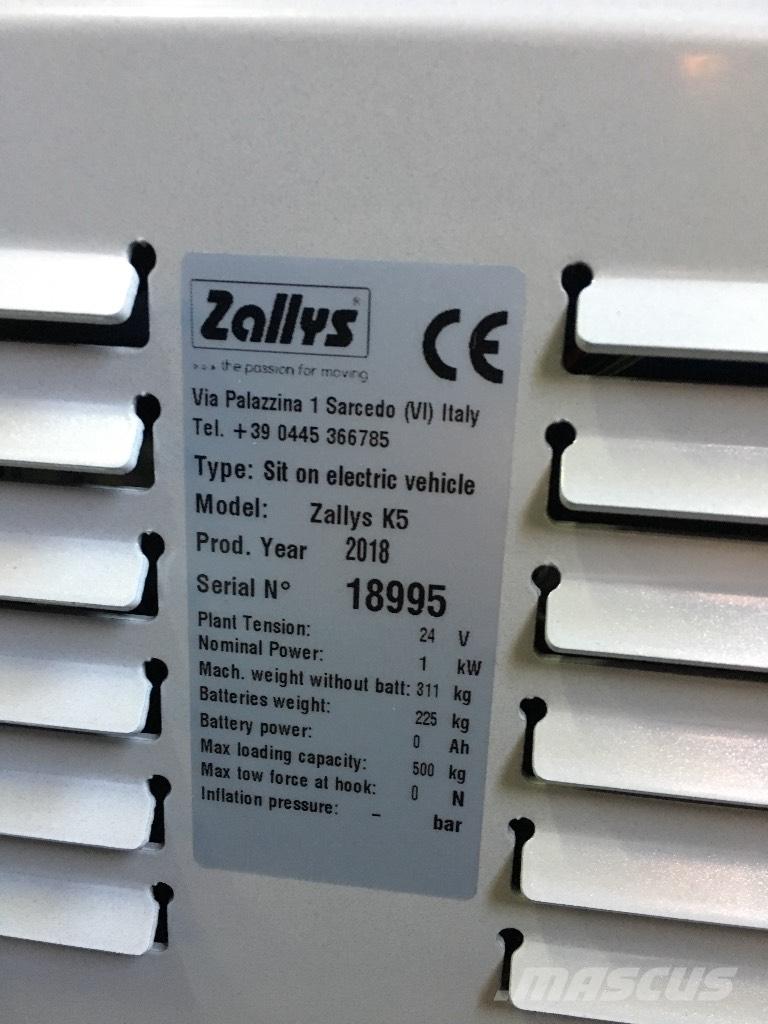 Zallys®
>>> the passion for moving
CE
Via Palazzina 1 Sarcedo (VI) Italy
Tel. +39 0445 366785
Type: Sit on electric vehicle
Model: Zallys K5
Prod. Year 2018
Serial N° 18995
Plant Tension: 24 V
Nominal Power: 1 kW
Mach. weight without batt: 311 kg
Batteries weight: 225 kg
Battery power: 0 Ah
Max loading capacity: 500 kg
Max tow force at hook: 0 N
Inflation pressure: – bar
MASCUS